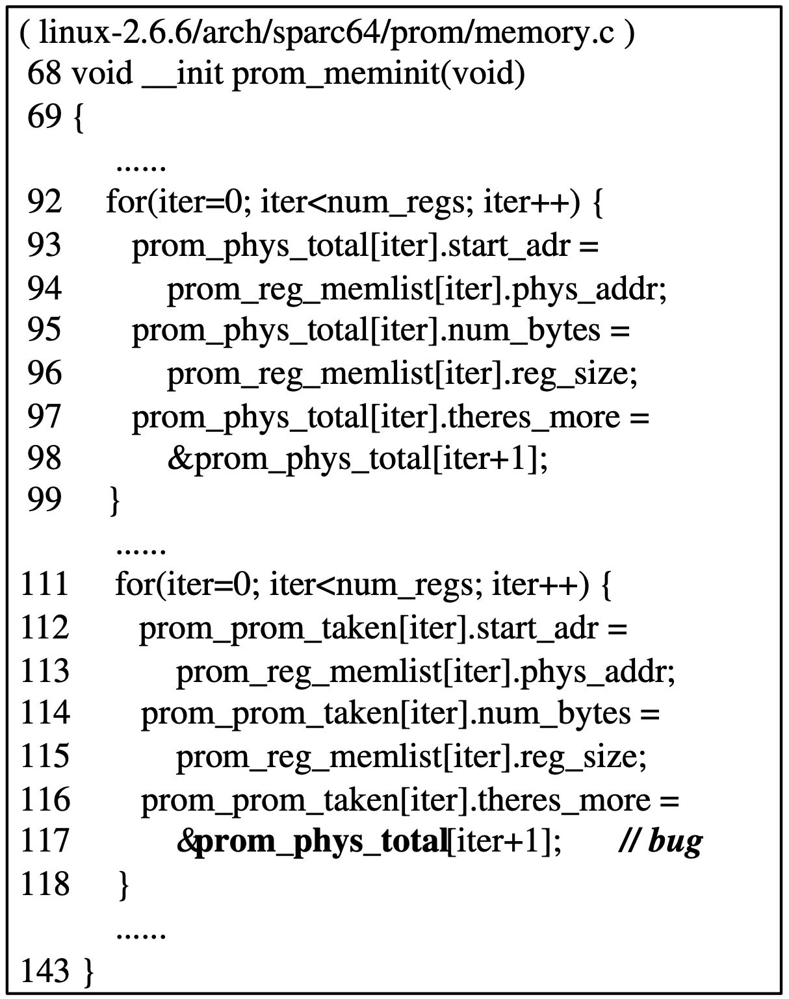 ( linux-2.6.6/arch/sparc64/prom/memory.c )
68 void __init prom_meminit(void)
69 {
......
92 for(iter=0; iter<num_regs; iter++) {
93 prom_phys_total[iter].start_adr =
94 prom_reg_memlist[iter].phys_addr;
95 prom_phys_total[iter].num_bytes =
96 prom_reg_memlist[iter].reg_size;
97 prom_phys_total[iter].theres_more =
98 &prom_phys_total[iter+1];
99 }
......
111 for(iter=0; iter<num_regs; iter++) {
112 prom_prom_taken[iter].start_adr =
113 prom_reg_memlist[iter].phys_addr;
114 prom_prom_taken[iter].num_bytes =
115 prom_reg_memlist[iter].reg_size;
116 prom_prom_taken[iter].theres_more =
117 &prom_phys_total[iter+1]; // bug
118 }
......
143 }